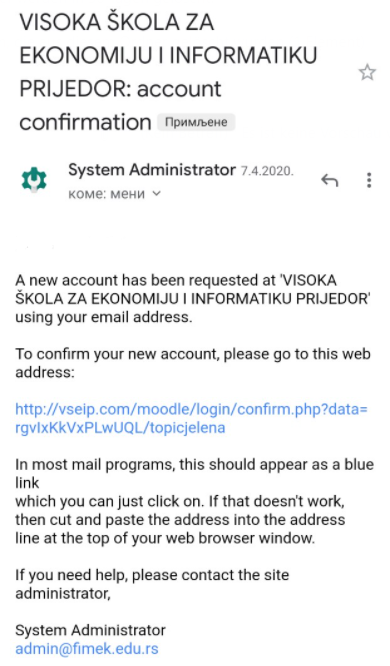 VISOKA ŠKOLA ZA
EKONOMIJU I INFORMATIKU
PRIJEDOR: account
confirmation Примљене
System Administrator 7.4.2020.
коме: мени
A new account has been requested at 'VISOKA
ŠKOLA ZA EKONOMIJU I INFORMATIKU PRIJEDOR'
using your email address.
To confirm your new account, please go to this web
address:
http://vseip.com/moodle/login/confirm.php?data=
rgvIxKkVxPLwUQL/topicjelena
In most mail programs, this should appear as a blue
link
which you can just click on. If that doesn't work,
then cut and paste the address into the address
line at the top of your web browser window.
If you need help, please contact the site
administrator,
System Administrator
admin@fimek.edu.rs